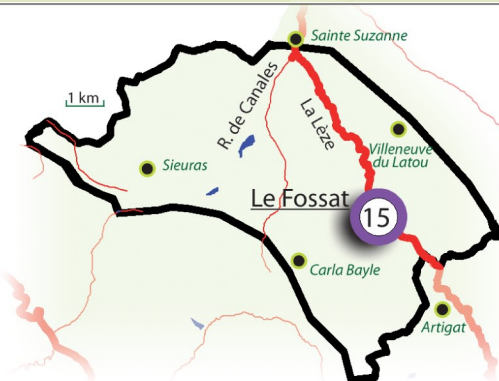 Sainte Suzanne
1 km
R. de Canales
La Lèze
Villeneuve
du Latou
Sieuras
Le Fossat
15
Carla Bayle
Artigat